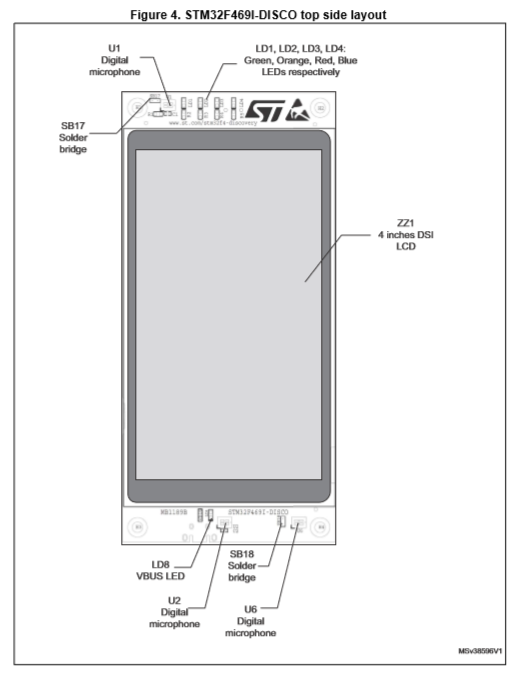 Figure 4. STM32F469I-DISCO top side layout
U1
Digital
microphone
LD1, LD2, LD3, LD4:
Green, Orange, Red, Blue
LEDs respectively
SB17
Solder
bridge
www.st.com/stm32f4-discovery
ZZ1
4 inches DSI
LCD
MB1189B
STM32F469I-DISCO
LD8
VBUS LED
SB18
Solder
bridge
U2
Digital
microphone
U6
Digital
microphone
MSv38596V1